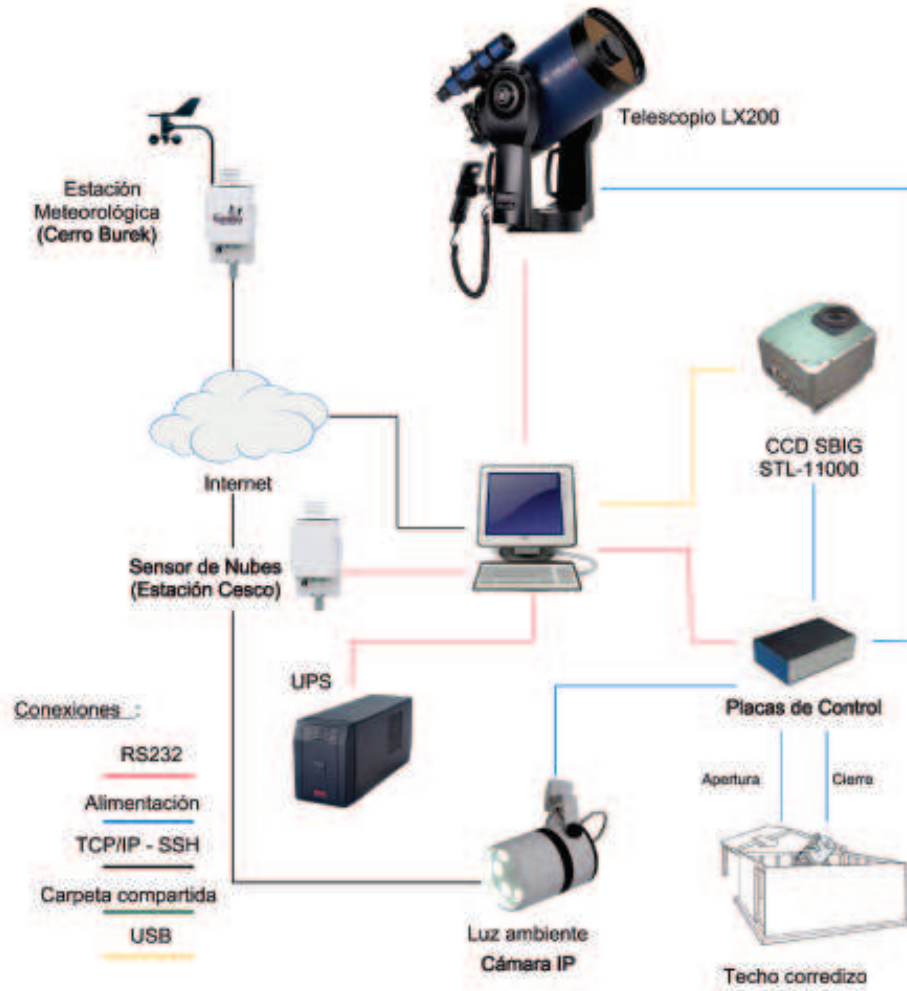 Telescopio LX200
Estación
Meteorológica
(Cerro Burek)
Internet
CCD SBIG
STL-11000
Sensor de Nubes
(Estación Cesco)
UPS
Placas de Control
Conexiones :
RS232
Alimentación
TCP/IP - SSH
Carpeta compartida
USB
Apertura
Cierre
Luz ambiente
Cámara IP
Techo corredizo